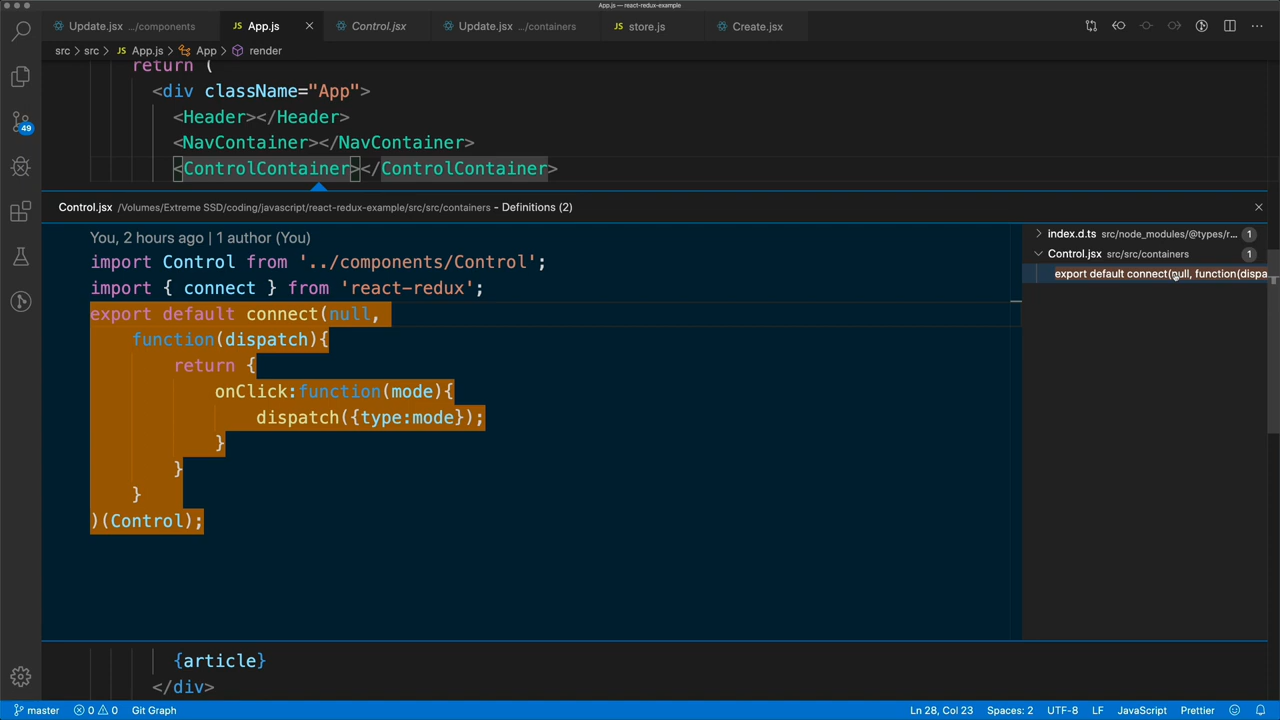 App.js — react-redux-example
Update.jsx .../components
JS App.js
Control.jsx
Update.jsx .../containers
JS store.js
Create.jsx
src > src > JS App.js > App > render
return (
<div className="App">
<Header></Header>
<NavContainer></NavContainer>
<ControlContainer></ControlContainer>
Control.jsx /Volumes/Extreme SSD/coding/javascript/react-redux-example/src/src/containers - Definitions (2)
You, 2 hours ago | 1 author (You)
import Control from '../components/Control';
import { connect } from 'react-redux';
export default connect(null,
function(dispatch){
return {
onClick:function(mode){
dispatch({type:mode});
}
}
}
)(Control);
index.d.ts src/node_modules/@types/r... 1
Control.jsx src/src/containers 1
export default connect(null, function(dispa
49
{article}
</div>
master 0 0 Git Graph
Ln 28, Col 23 Spaces: 2 UTF-8 LF JavaScript Prettier